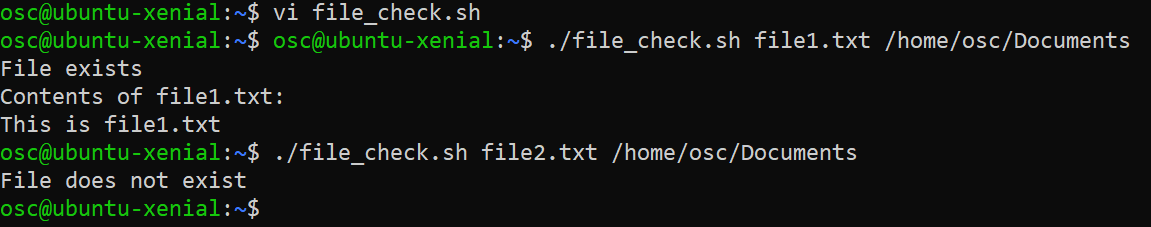 osc@ubuntu-xenial:~$ vi file_check.sh
osc@ubuntu-xenial:~$ osc@ubuntu-xenial:~$ ./file_check.sh file1.txt /home/osc/Documents
File exists
Contents of file1.txt:
This is file1.txt
osc@ubuntu-xenial:~$ ./file_check.sh file2.txt /home/osc/Documents
File does not exist
osc@ubuntu-xenial:~$